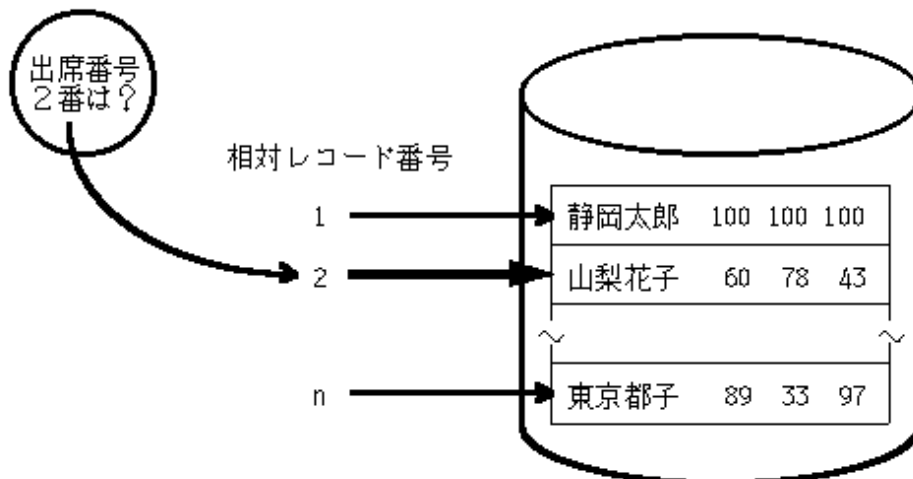 出席番号
２番は？
相対レコード番号
1
静岡太郎 100 100 100
2
山梨花子 60 78 43
～ ～
n
東京都子 89 33 97